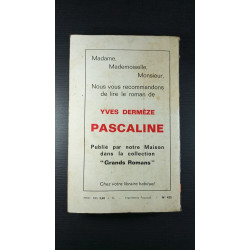 Madame,
Mademoiselle,
Monsieur,
Nous vous recommandons
de lire le roman de
YVES DERMÈZE
PASCALINE
Publié par notre Maison
dans la collection
"Grands Romans"
Chez votre libraire habituel